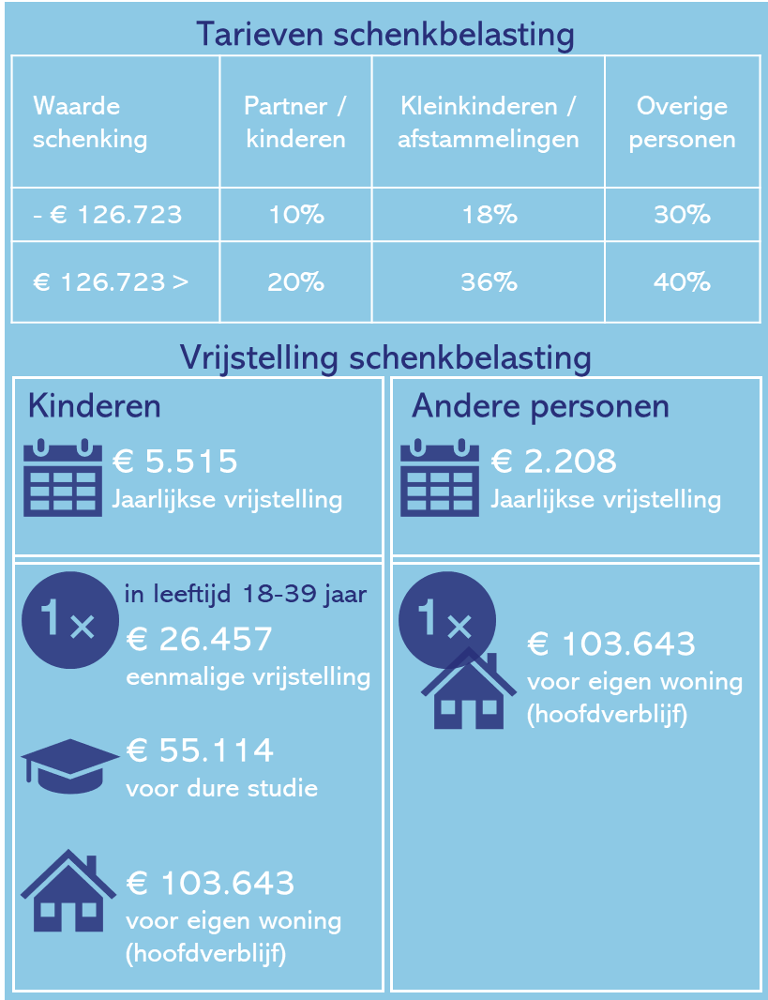 Tarieven schenkbelasting
Waarde
schenking
Partner /
kinderen
Kleinkinderen /
afstammelingen
Overige
personen
- € 126.723
10%
18%
30%
€ 126.723 >
20%
36%
40%
Vrijstelling schenkbelasting
Kinderen
€ 5.515
Jaarlijkse vrijstelling
1x
in leeftijd 18-39 jaar
€ 26.457
eenmalige vrijstelling
€ 55.114
voor dure studie
€ 103.643
voor eigen woning
(hoofdverblijf)
Andere personen
€ 2.208
Jaarlijkse vrijstelling
1x
€ 103.643
voor eigen woning
(hoofdverblijf)